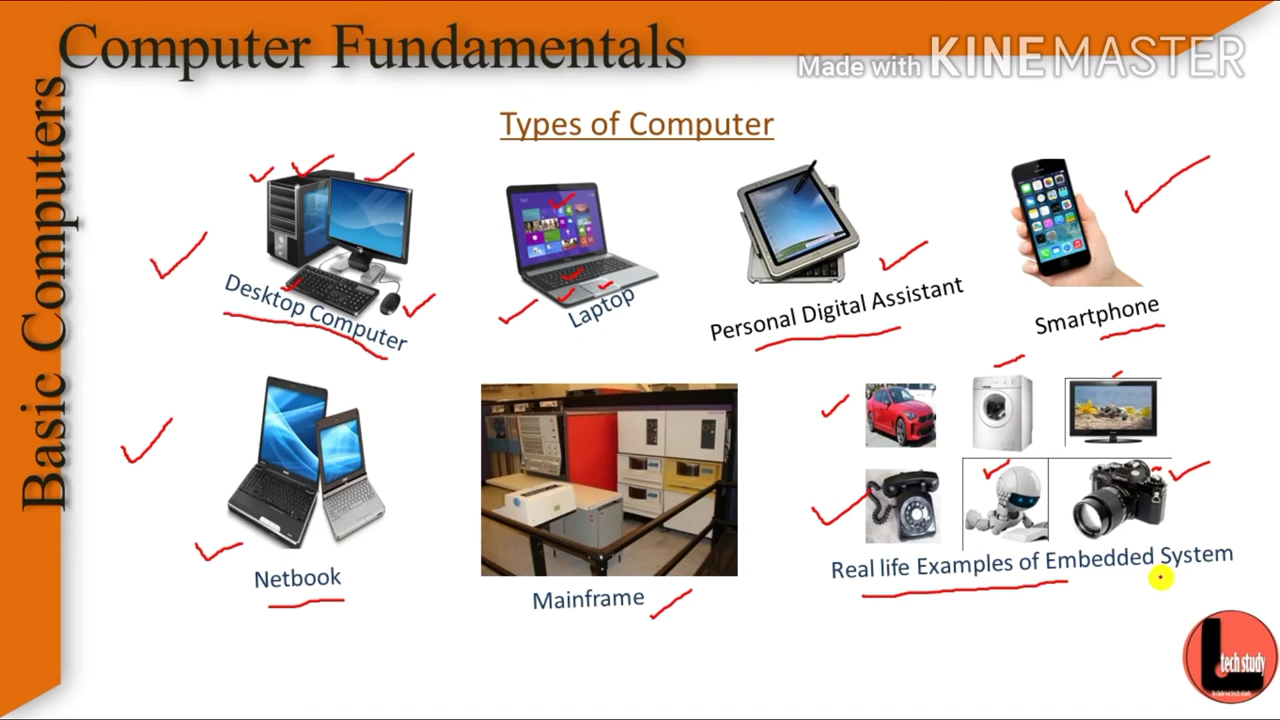 Computer Fundamentals
Made with KINEMASTER
Basic Computers
Types of Computer
Desktop Computer
Laptop
Personal Digital Assistant
Smartphone
Netbook
Mainframe
Real life Examples of Embedded System
tech study